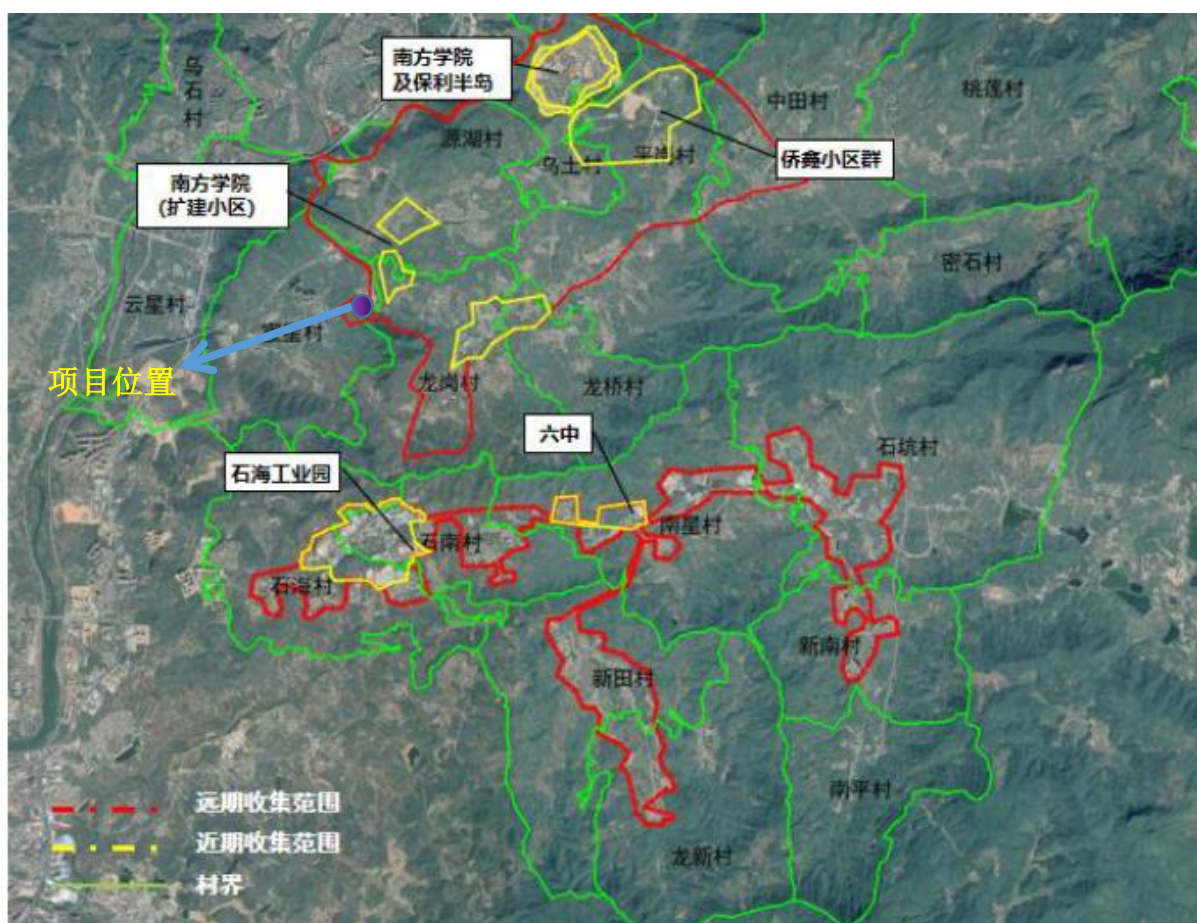 南方学院
及保利半岛
乌石村
中田村
桃莲村
源湖村
乌土村
平岗村
侨鑫小区群
南方学院
(扩建小区)
密石村
云星村
项目位置
龙岗村
龙桥村
六中
石坑村
石海工业园
南星村
石南村
石海村
新南村
新田村
南平村
龙新村
远期收集范围
近期收集范围
村界